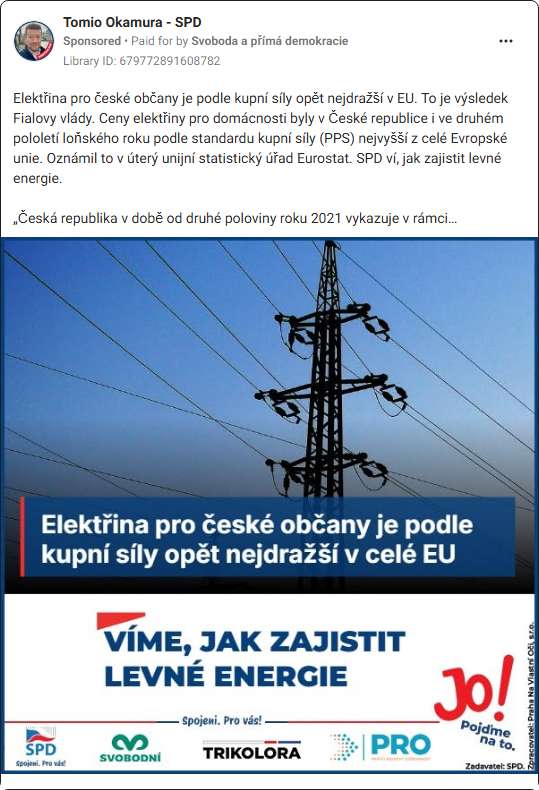 Tomio Okamura - SPD
Sponsored • Paid for by Svoboda a přímá demokracie
Library ID: 679772891608782
Elektřina pro české občany je podle kupní síly opět nejdražší v EU. To je výsledek
Fialovy vlády. Ceny elektřiny pro domácnosti byly v České republice i ve druhém
pololetí loňského roku podle standardu kupní síly (PPS) nejvyšší z celé Evropské
unie. Oznámil to v úterý unijní statistický úřad Eurostat. SPD ví, jak zajistit levné
energie.
„Česká republika v době od druhé poloviny roku 2021 vykazuje v rámci...
Elektřina pro české občany je podle
kupní síly opět nejdražší v celé EU
VÍME, JAK ZAJISTIT
LEVNÉ ENERGIE
Jo!
Pojďme
na to.
Spojeni. Pro vás!
SPD
Spojeni. Pro vás!
SVOBODNÍ
TRIKOLORA
PRO
Zadavatel: SPD.
Zpracovatel: Praha Na Vlastní Oči, s.r.o.